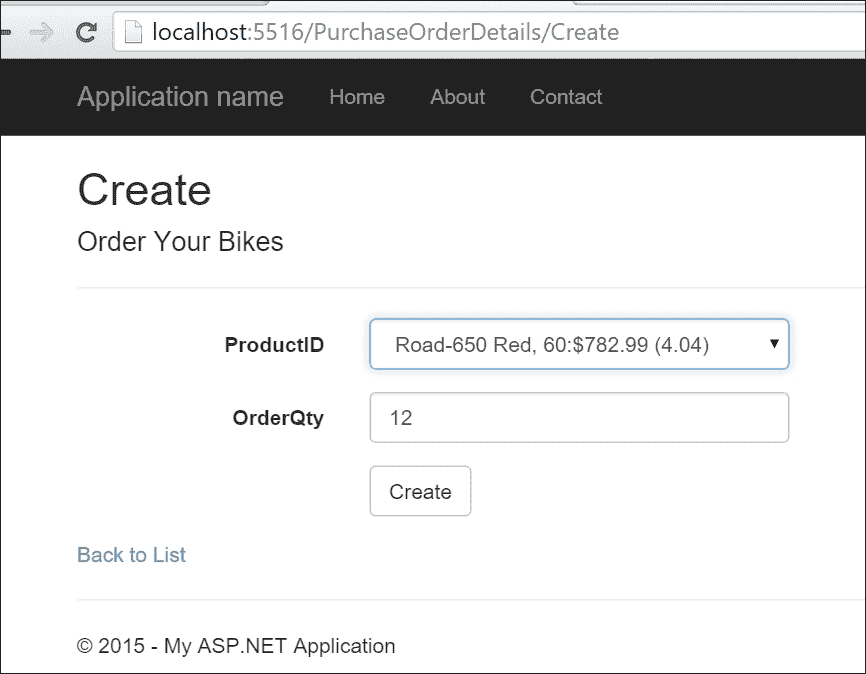 localhost:5516/PurchaseOrderDetails/Create
Application name Home About Contact
Create
Order Your Bikes
ProductID Road-650 Red, 60:$782.99 (4.04)
OrderQty 12
Create
Back to List
© 2015 - My ASP.NET Application